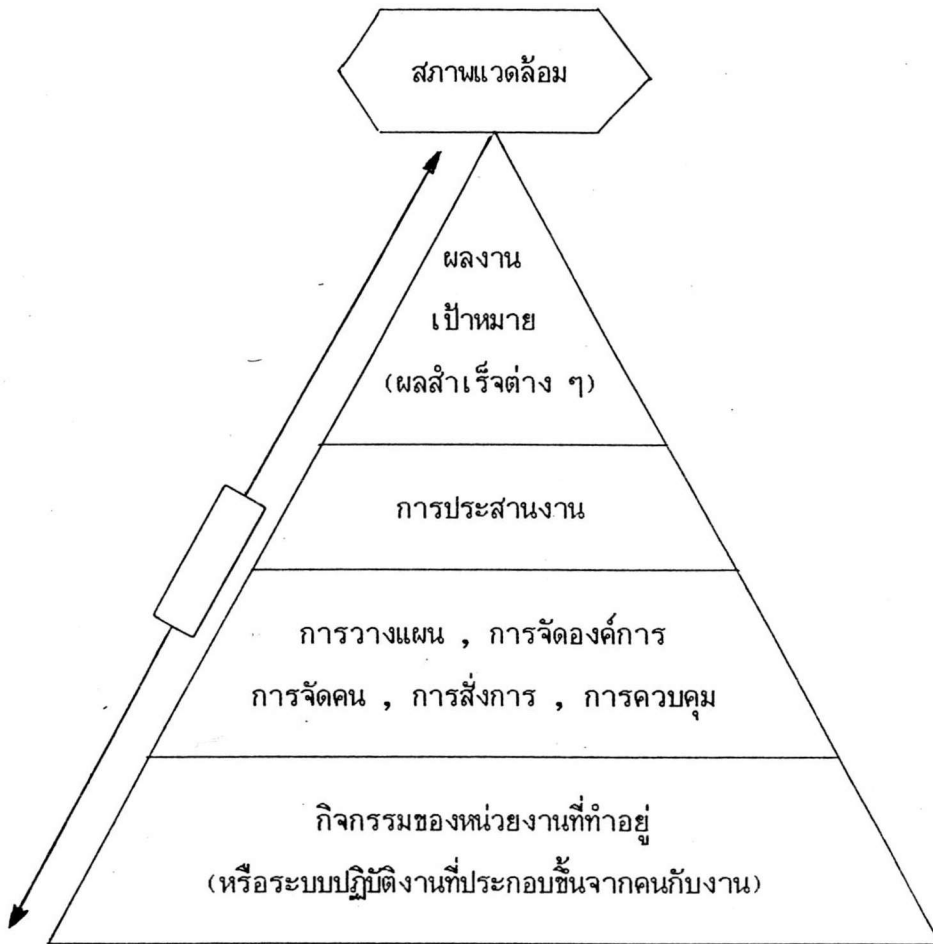 สภาพแวดล้อม
ผลงาน
เป้าหมาย
(ผลสำเร็จต่าง ๆ)
การประสานงาน
การวางแผน , การจัดองค์การ
การจัดคน , การสั่งการ , การควบคุม
กิจกรรมของหน่วยงานที่ทำอยู่
(หรือระบบปฏิบัติงานที่ประกอบขึ้นจากคนกับงาน)